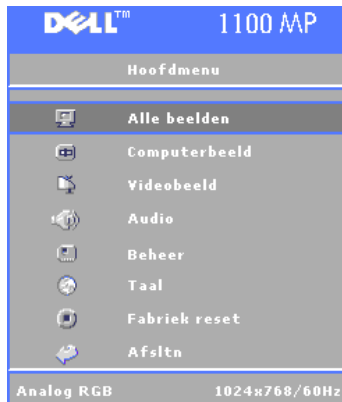 DELL™ 1100 MP
Hoofdmenu
Alle beelden
Computerbeeld
Videobeeld
Audio
Beheer
Taal
Fabriek reset
Afsltn
Analog RGB 1024x768/60Hz